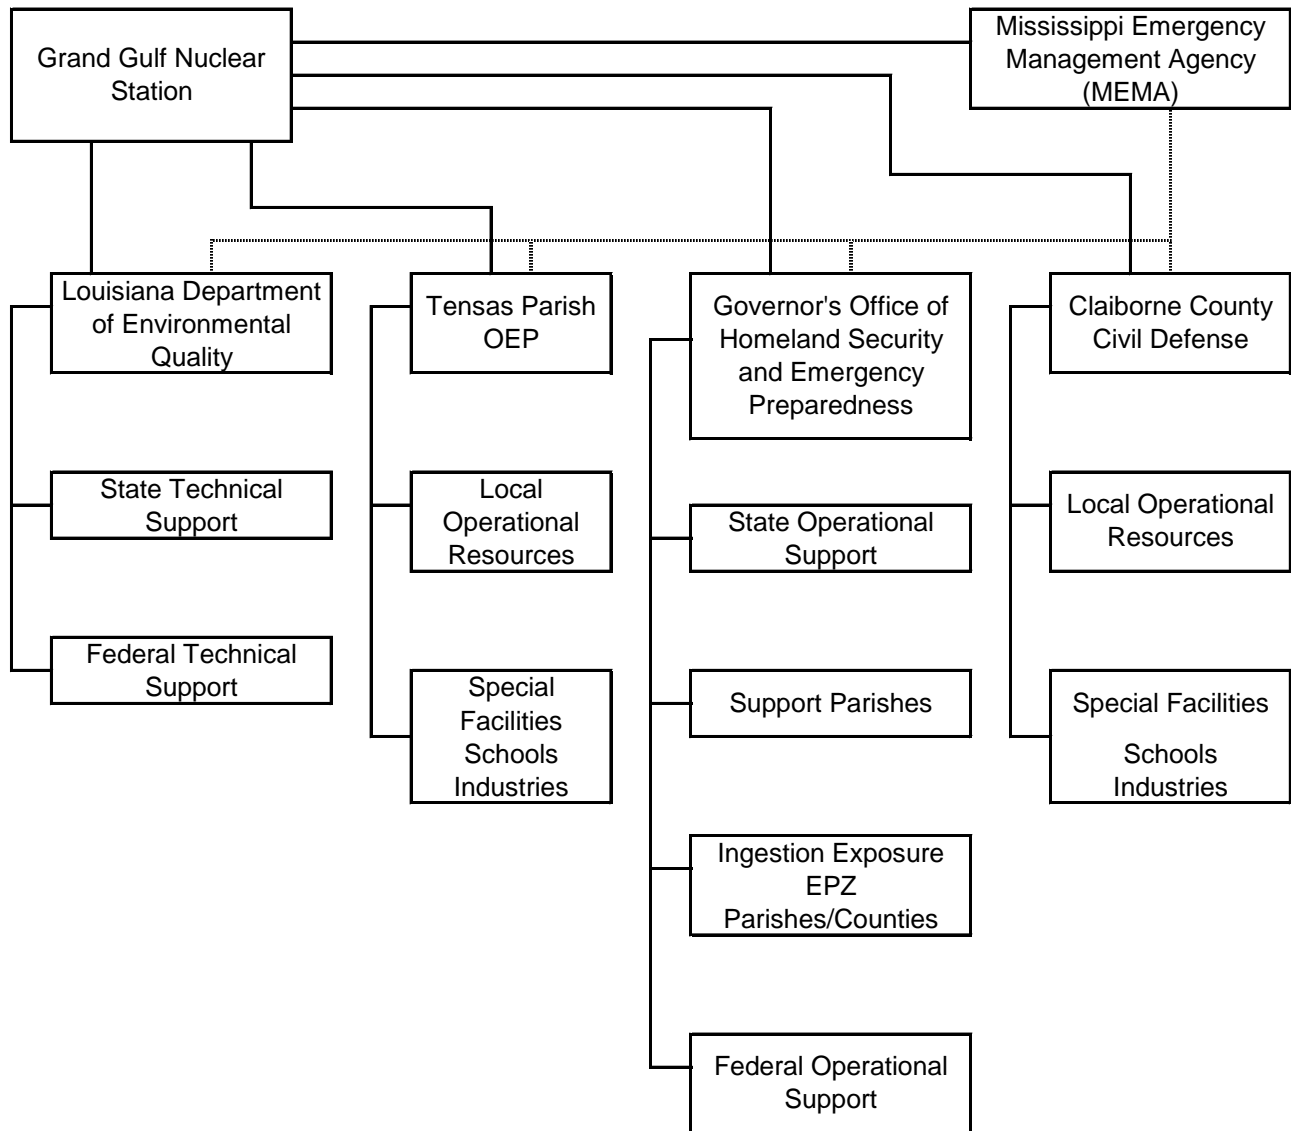 Grand Gulf Nuclear
Station
Mississippi Emergency
Management Agency
(MEMA)
Louisiana Department
of Environmental
Quality
Tensas Parish
OEP
Governor's Office of
Homeland Security
and Emergency
Preparedness
Claiborne County
Civil Defense
State Technical
Support
Local
Operational
Resources
State Operational
Support
Local Operational
Resources
Federal Technical
Support
Special
Facilities
Schools
Industries
Support Parishes
Special Facilities
Schools
Industries
Ingestion Exposure
EPZ
Parishes/Counties
Federal Operational
Support